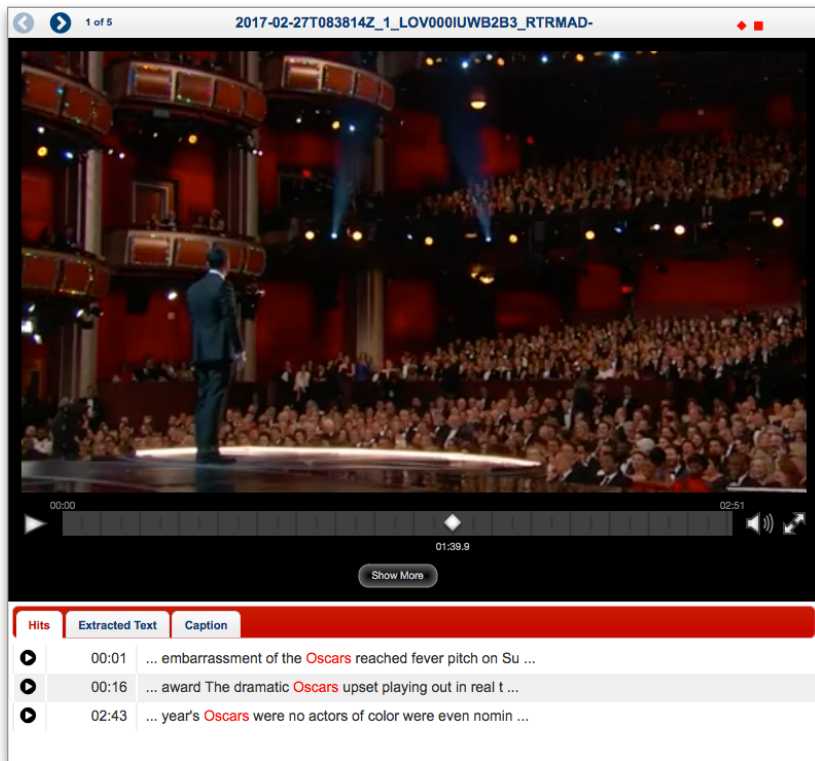 1 of 5 2017-02-27T083814Z_1_LOV000IUWB2B3_RTRMAD-
00:00 02:51
01:39.9
Show More
Hits Extracted Text Caption
00:01 ... embarrassment of the Oscars reached fever pitch on Su ...
00:16 ... award The dramatic Oscars upset playing out in real t ...
02:43 ... year's Oscars were no actors of color were even nomin ...